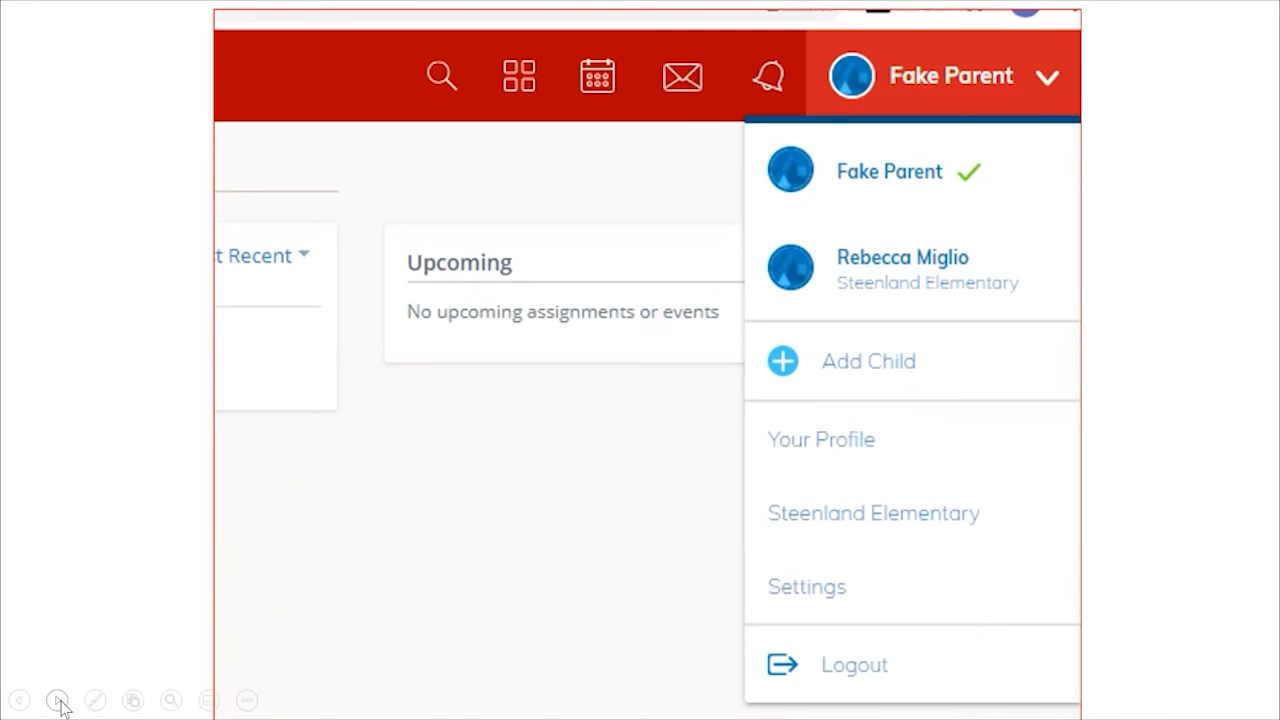 Fake Parent
Fake Parent
Rebecca Miglio
Steenland Elementary
t Recent
Upcoming
No upcoming assignments or events
Add Child
Your Profile
Steenland Elementary
Settings
Logout